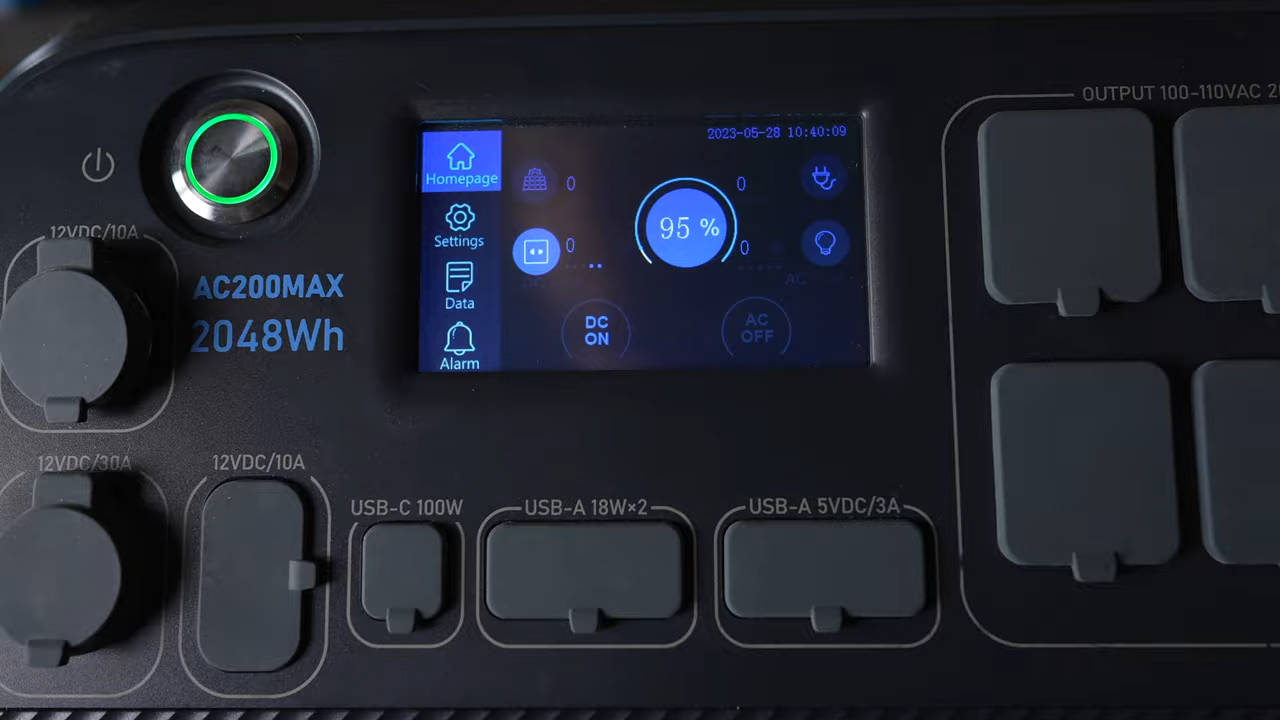 OUTPUT 100-110VAC
2023-05-28 10:40:09
Homepage
0
0
12VDC/10A
Settings
95 %
0
0
AC200MAX
2048Wh
Data
AC
DC
ON
AC
OFF
Alarm
12VDC/30A
12VDC/10A
USB-C 100W
USB-A 18W×2
USB-A 5VDC/3A